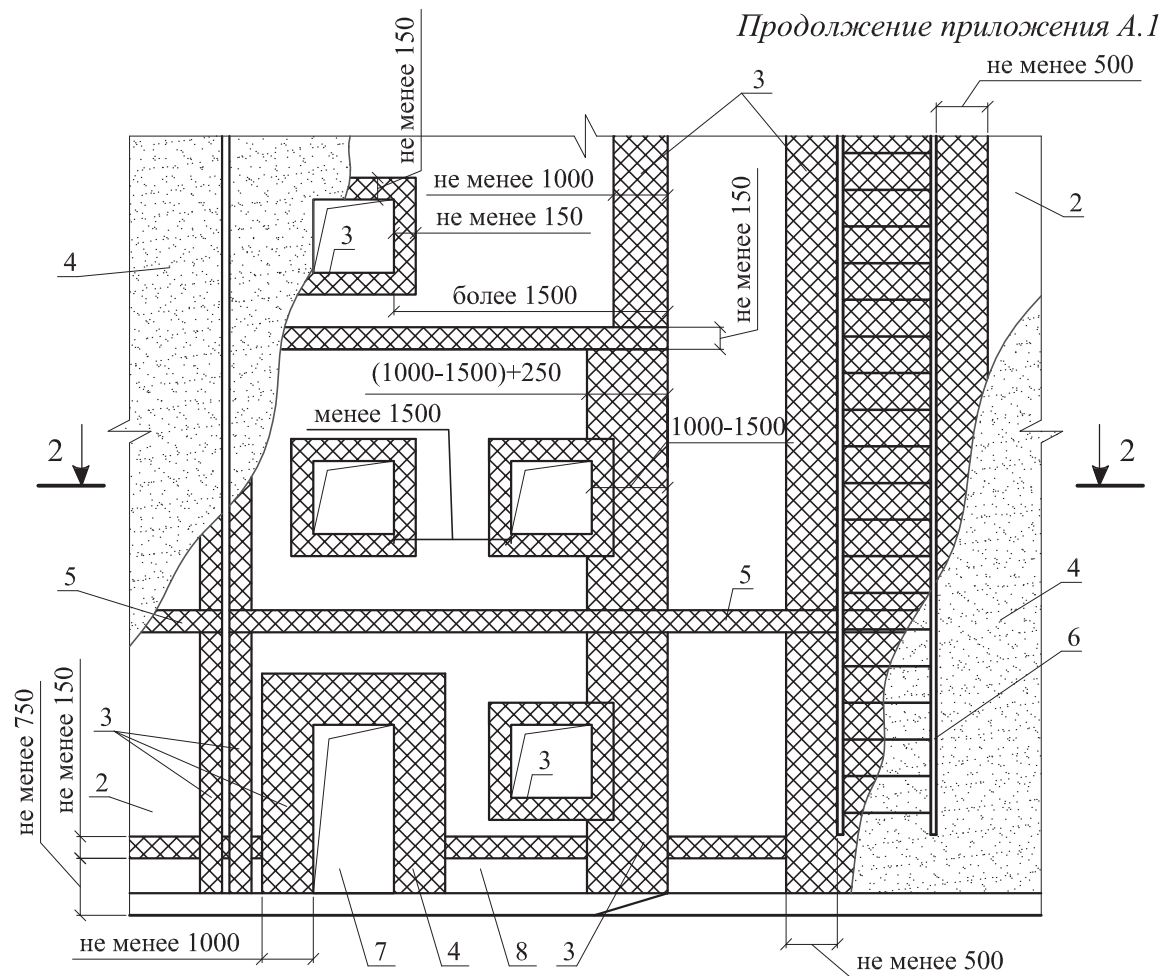 Продолжение приложения А.1
не менее 150
3
не менее 500
не менее 1000
не менее 150
не менее 150
2
4
3
более 1500
(1000-1500)+250
менее 1500
1000-1500
2
2
5
5
4
6
не менее 750
не менее 150
3
2
3
не менее 1000
7
4
8
3
не менее 500